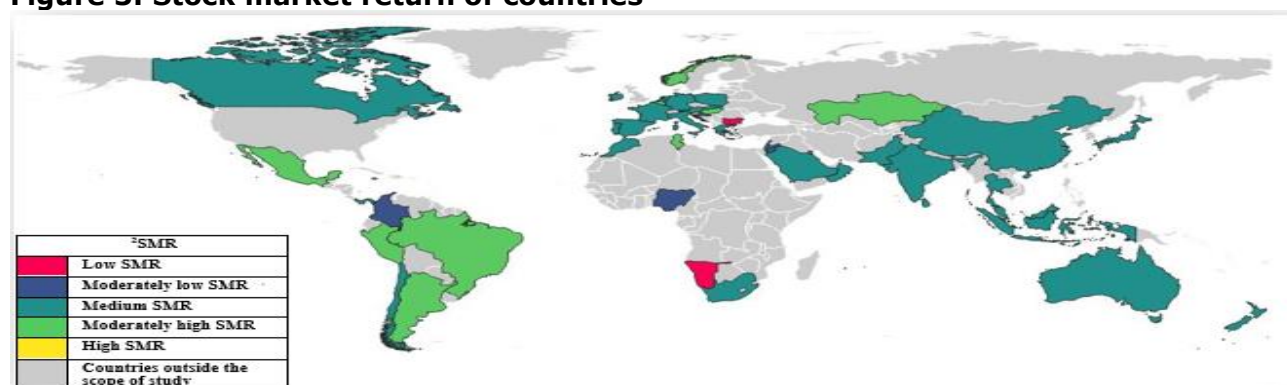 Figure 3. Stock market return of countries
²SMR
Low SMR
Moderately low SMR
Medium SMR
Moderately high SMR
High SMR
Countries outside the
scope of study